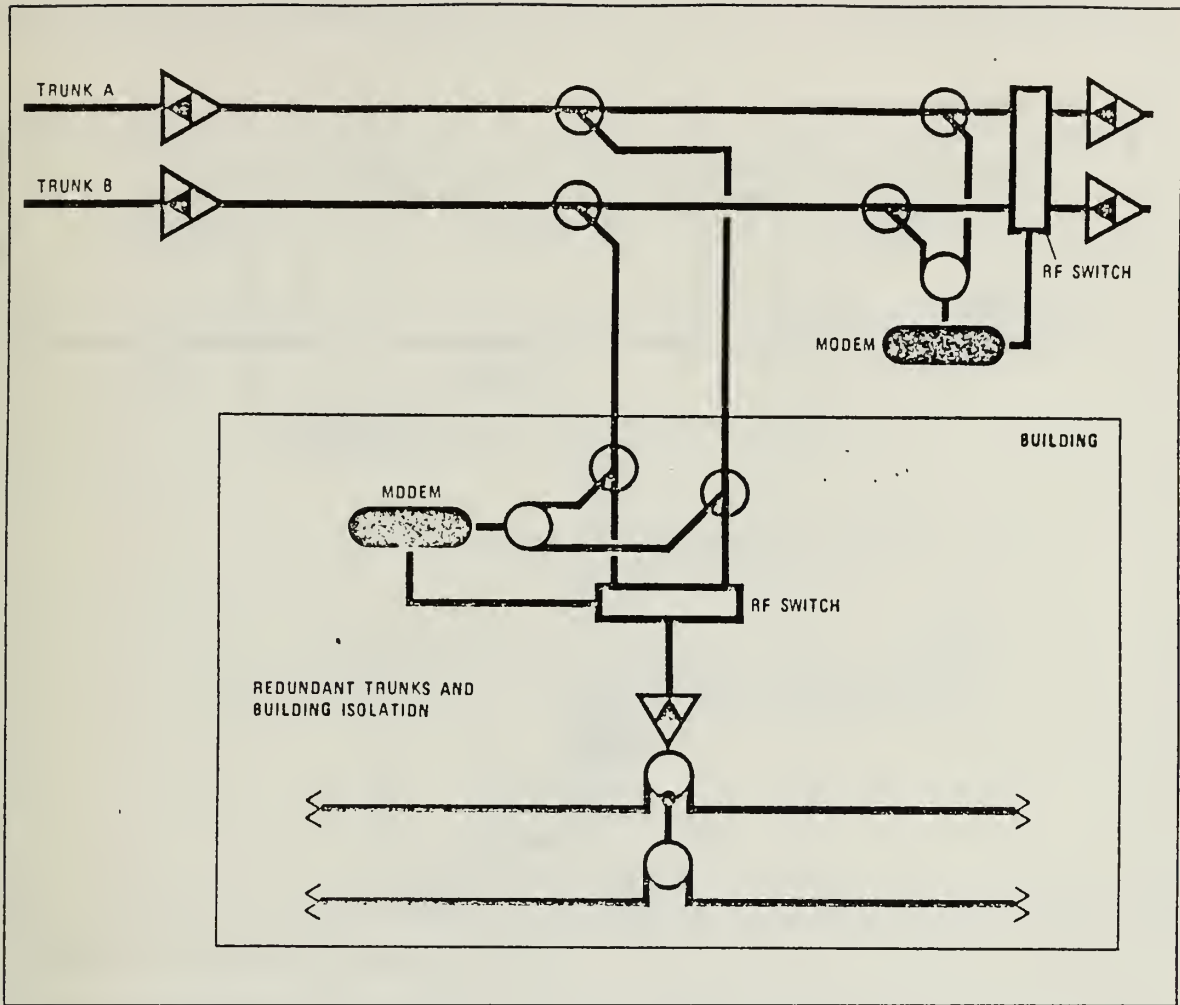 TRUNK A
TRUNK B
RF SWITCH
MODEM
BUILDING
MODEM
RF SWITCH
REDUNDANT TRUNKS AND
BUILDING ISOLATION